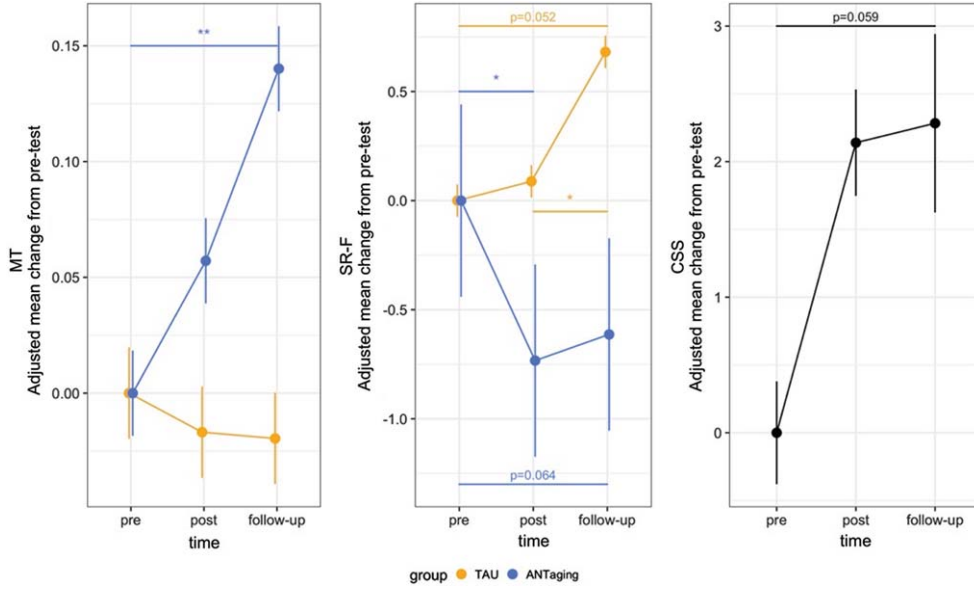 MT
Adjusted mean change from pre-test
0.15
0.10
0.05
0.00
**
pre
post
follow-up
time
SR-F
Adjusted mean change from pre-test
0.5
0.0
-0.5
-1.0
p=0.052
*
*
p=0.064
pre
post
follow-up
time
CSS
Adjusted mean change from pre-test
3
2
1
0
p=0.059
pre
post
follow-up
time
group TAU ANTaging